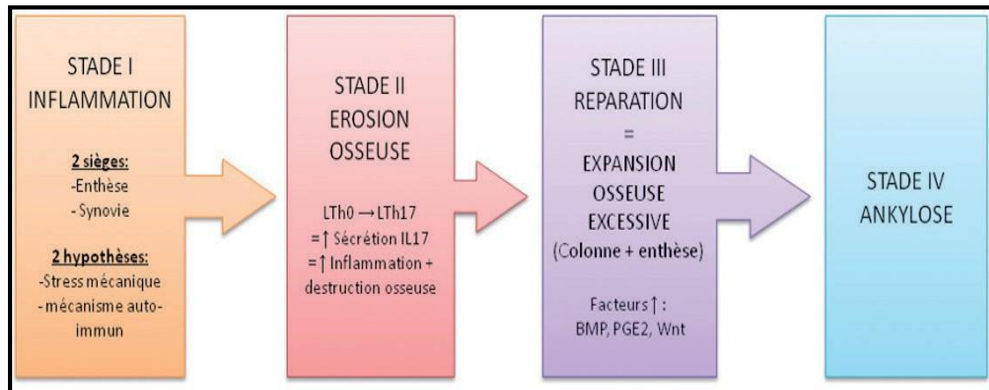 STADE I
INFLAMMATION
2 sièges:
-Enthèse
- Synovie
2 hypothèses:
-Stress mécanique
- mécanisme auto-
immun
STADE II
EROSION
OSSEUSE
LTh0 → LTh17
=↑ Sécrétion IL17
=↑ Inflammation +
destruction osseuse
STADE III
REPARATION
=
EXPANSION
OSSEUSE
EXCESSIVE
(Colonne + enthèse)
Facteurs ↑ :
BMP, PGE2, Wnt
STADE IV
ANKYLOSE